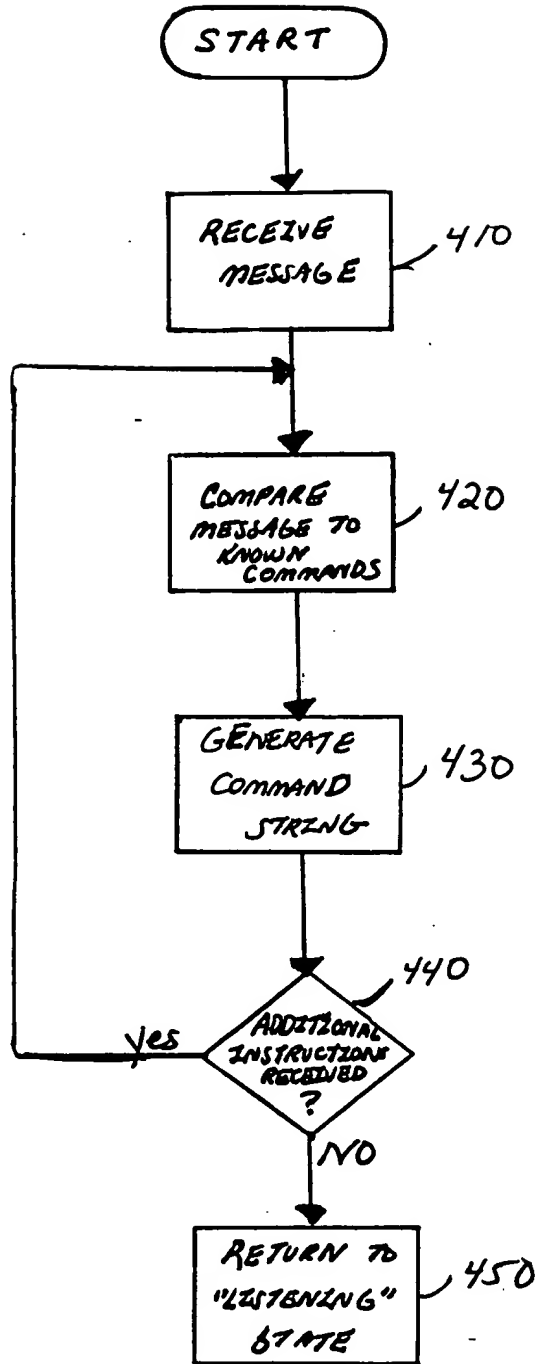 START
RECEIVE
MESSAGE
410
COMPARE
MESSAGE TO
KNOWN
COMMANDS
420
GENERATE
COMMAND
STRING
430
440
ADDITIONAL
INSTRUCTIONS
RECEIVED
?
Yes
NO
RETURN TO
"LISTENING"
STATE
450